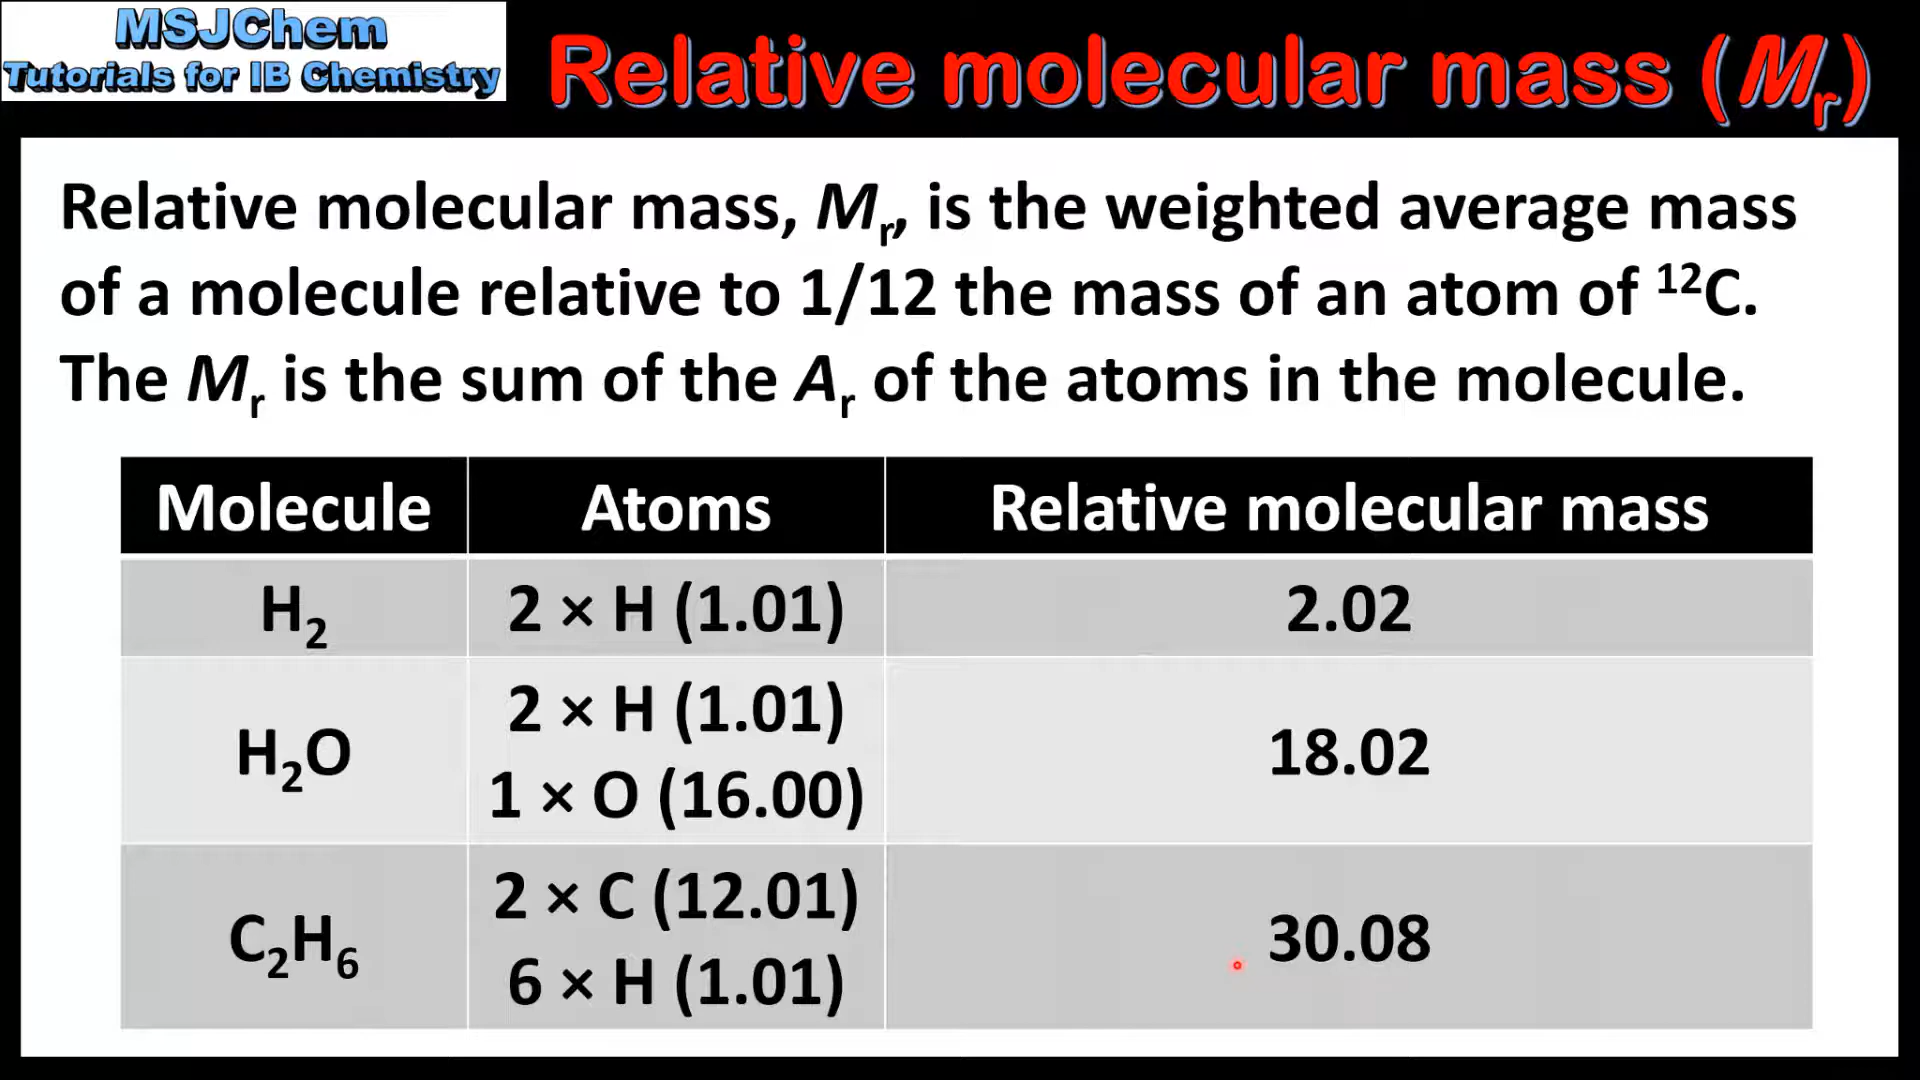 MSJChem
Tutorials for IB Chemistry
Relative molecular mass (Mᵣ)
Relative molecular mass, Mᵣ, is the weighted average mass
of a molecule relative to 1/12 the mass of an atom of ¹²C.
The Mᵣ is the sum of the Aᵣ of the atoms in the molecule.
Molecule Atoms Relative molecular mass
H₂ 2 × H (1.01) 2.02
H₂O 2 × H (1.01) 18.02
1 × O (16.00)
C₂H₆ 2 × C (12.01) 30.08
6 × H (1.01)